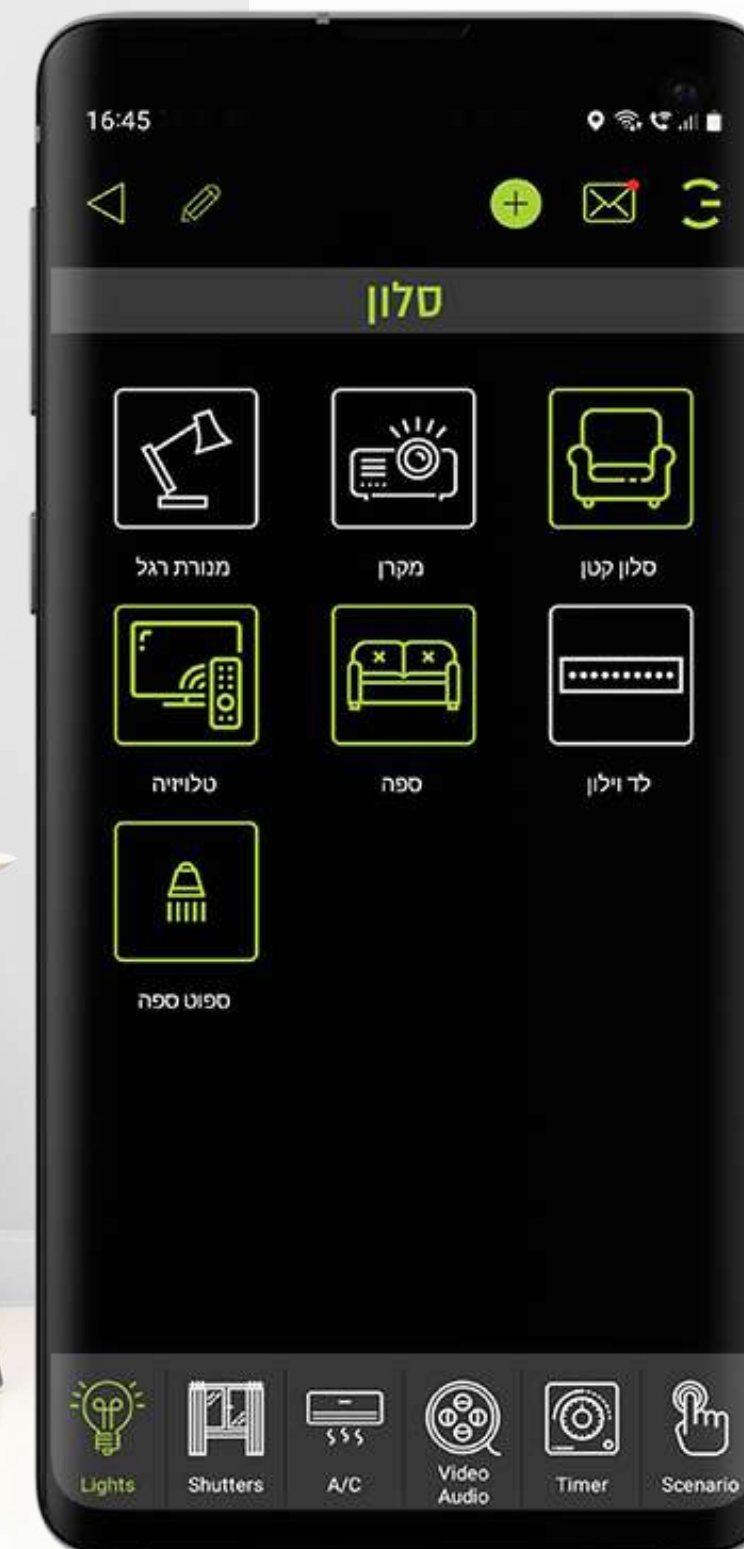 16:45
סלון
סלון קטן
מקרן
מנורת רגל
לד וילון
ספה
טלויזיה
ספוט ספה
Lights
Shutters
A/C
Video
Audio
Timer
Scenario